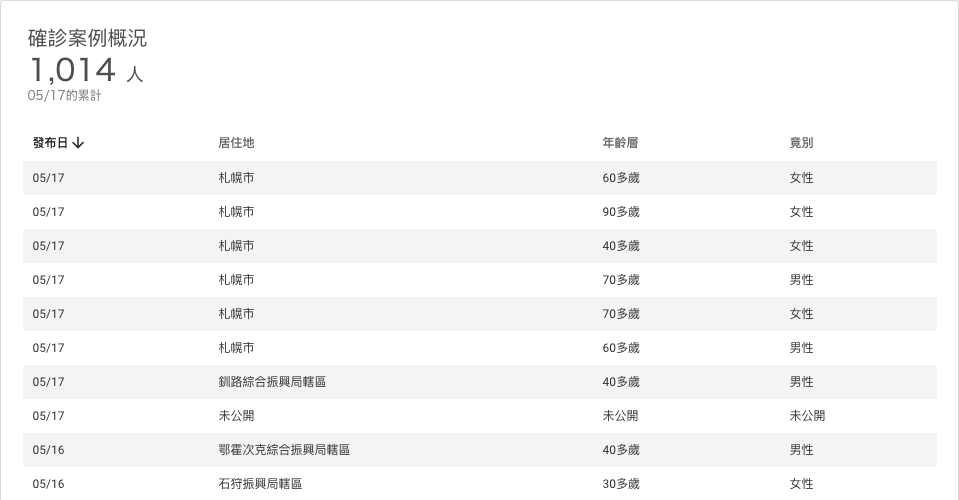 確診案例概況
1,014 人
05/17的累計
發布日↓ 居住地 年齡層 竟別
05/17 札幌市 60多歲 女性
05/17 札幌市 90多歲 女性
05/17 札幌市 40多歲 女性
05/17 札幌市 70多歲 男性
05/17 札幌市 70多歲 女性
05/17 札幌市 60多歲 男性
05/17 釧路綜合振興局轄區 40多歲 男性
05/17 未公開 未公開 未公開
05/16 鄂霍次克綜合振興局轄區 40多歲 男性
05/16 石狩振興局轄區 30多歲 女性